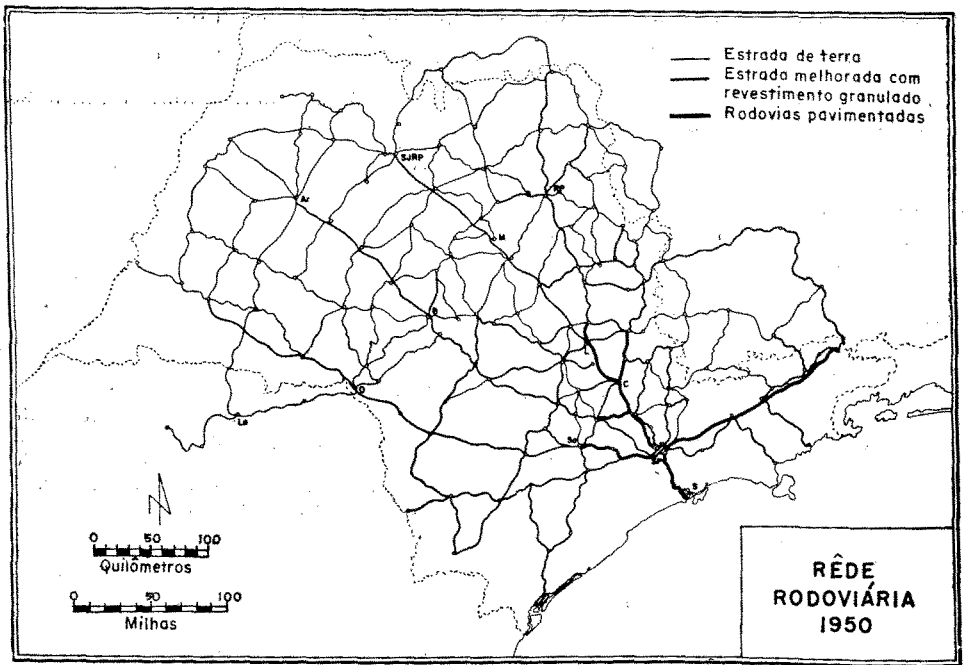 Estrada de terra
Estrada melhorada com
revestimento granulado
Rodovias pavimentadas
SJRP
RP
Ar
M
B
C
O
Lo
So
S
0 50 100
Quilômetros
0 50 100
Milhas
RÊDE
RODOVIÁRIA
1950